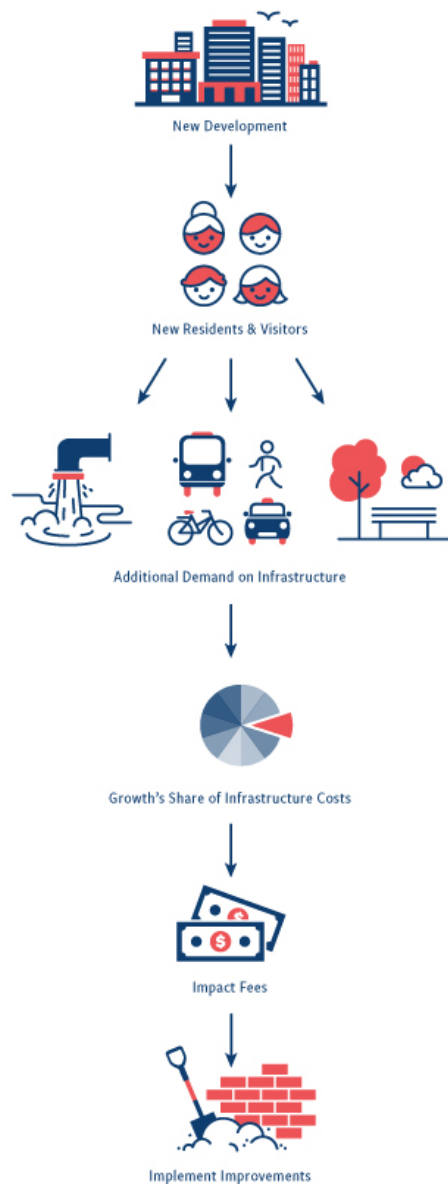 New Development
New Residents & Visitors
Additional Demand on Infrastructure
Growth's Share of Infrastructure Costs
$
$
Impact Fees
Implement Improvements